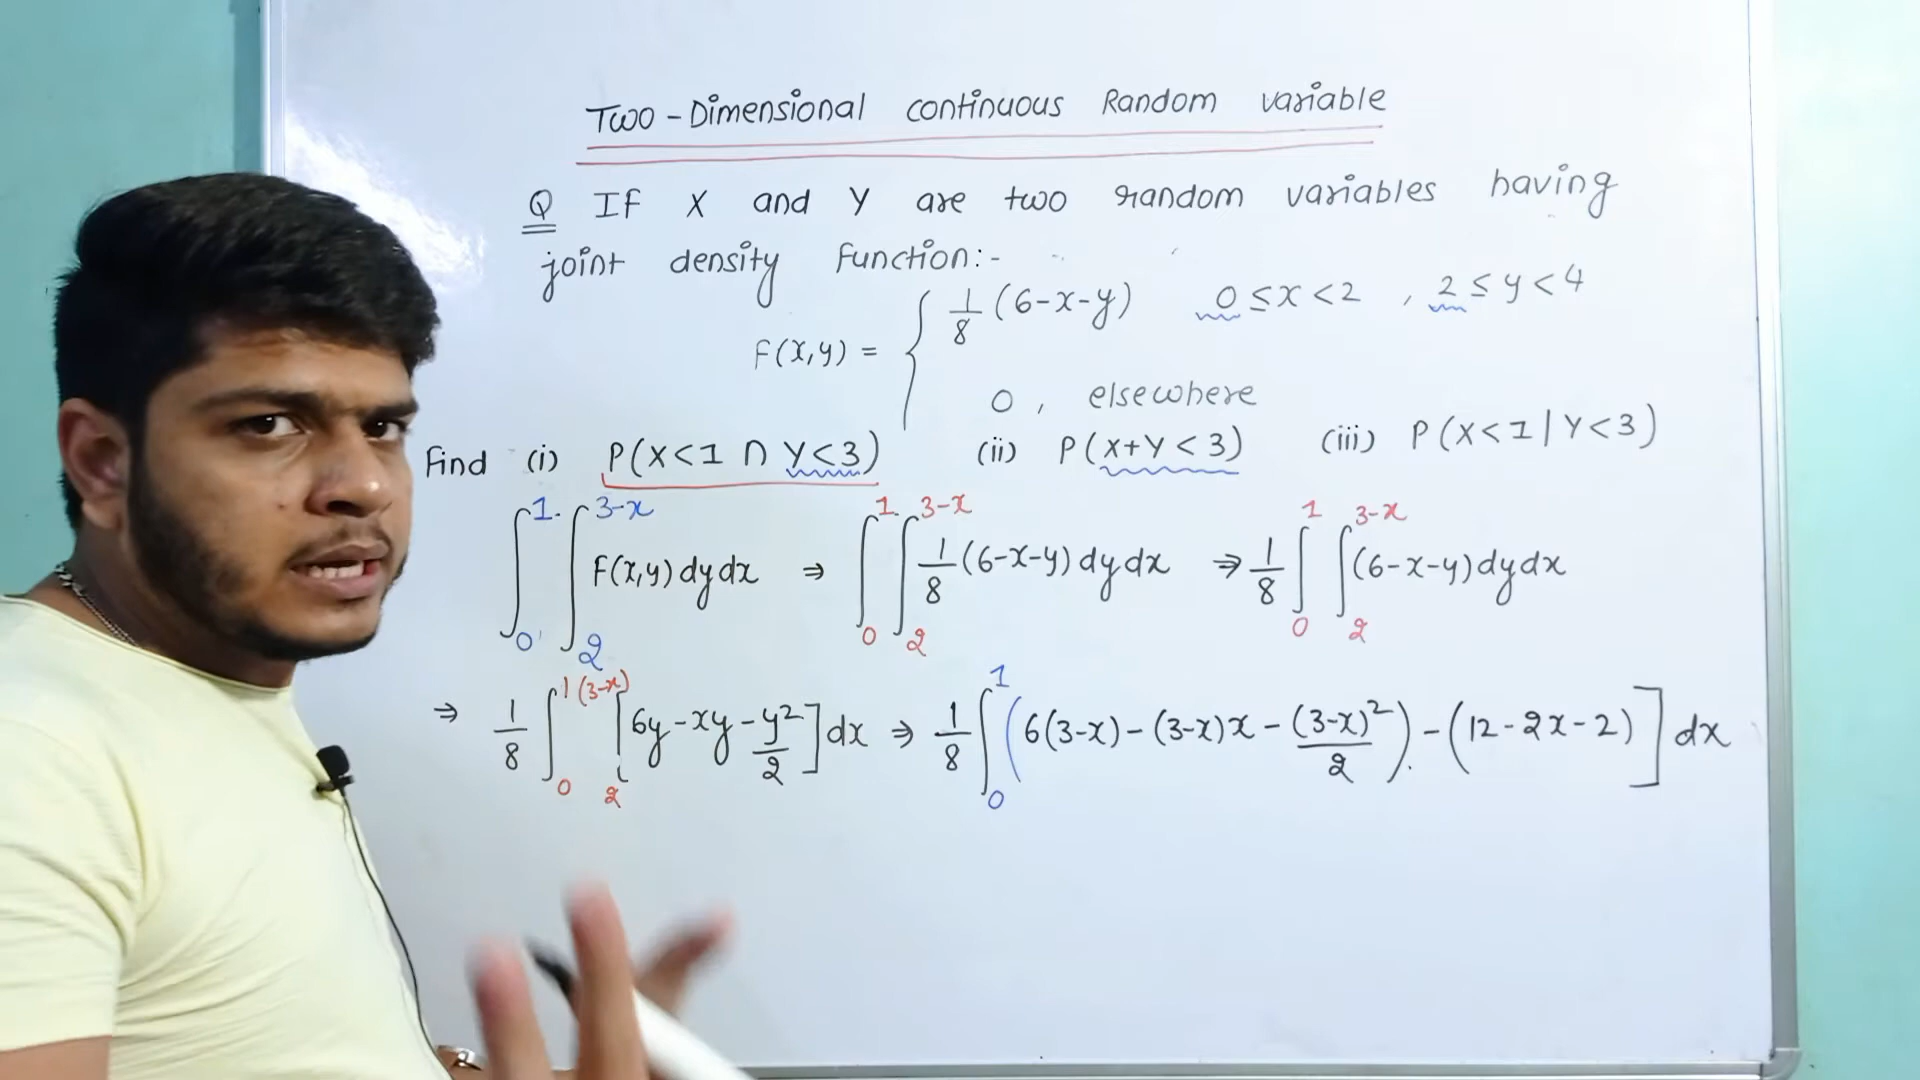 Two-Dimensional continuous Random variable
Q If X and Y are two random variables having
joint density Function:-
F(x,y) = { 1/8 (6-x-y) 0 ≤ x < 2 , 2 ≤ y < 4
0 , elsewhere
Find (i) P(X<1 ∩ Y<3) (ii) P(X+Y<3) (iii) P(X<1|Y<3)
∫₀¹ ∫₂^(3-x) F(x,y) dy dx ⇒ ∫₀¹ ∫₂^(3-x) 1/8 (6-x-y) dy dx ⇒ 1/8 ∫₀¹ ∫₂^(3-x) (6-x-y) dy dx
⇒ 1/8 ∫₀¹ ₂^(3-x)[6y - xy - y²/2] dx ⇒ 1/8 ∫₀¹ (6(3-x) - (3-x)x - (3-x)²/2) - (12-2x-2)] dx